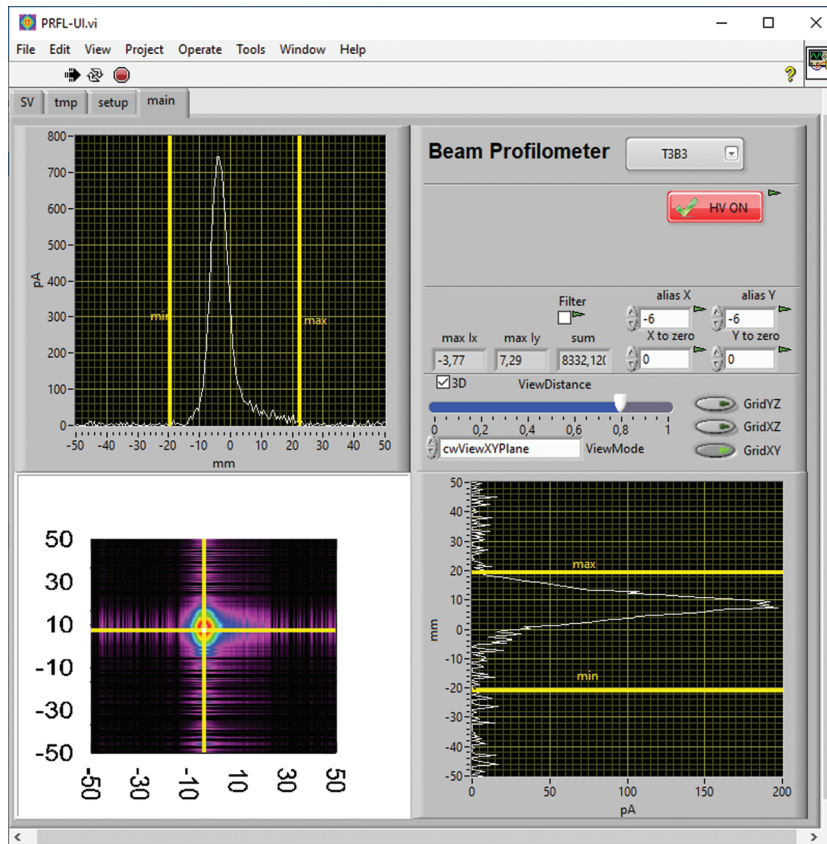 PRFL-UI.vi
File Edit View Project Operate Tools Window Help
SV tmp setup main
800
700
600
500
400
300
200
100
0
pA
min
max
-50 -40 -30 -20 -10 0 10 20 30 40 50
mm
Beam Profilometer T3B3
HV ON
Filter alias X alias Y
-6 -6
max Ix max Iy sum X to zero Y to zero
-3,77 7,29 8332,12( 0 0
3D ViewDistance GridYZ
0 0,2 0,4 0,6 0,8 1 GridXZ
cwViewXYPlane ViewMode GridXY
50
30
10
-10
-30
-50
-50 -30 -10 10 30 50
50
40
30
20
10
0
-10
-20
-30
-40
-50
mm
max
min
0 50 100 150 200
pA